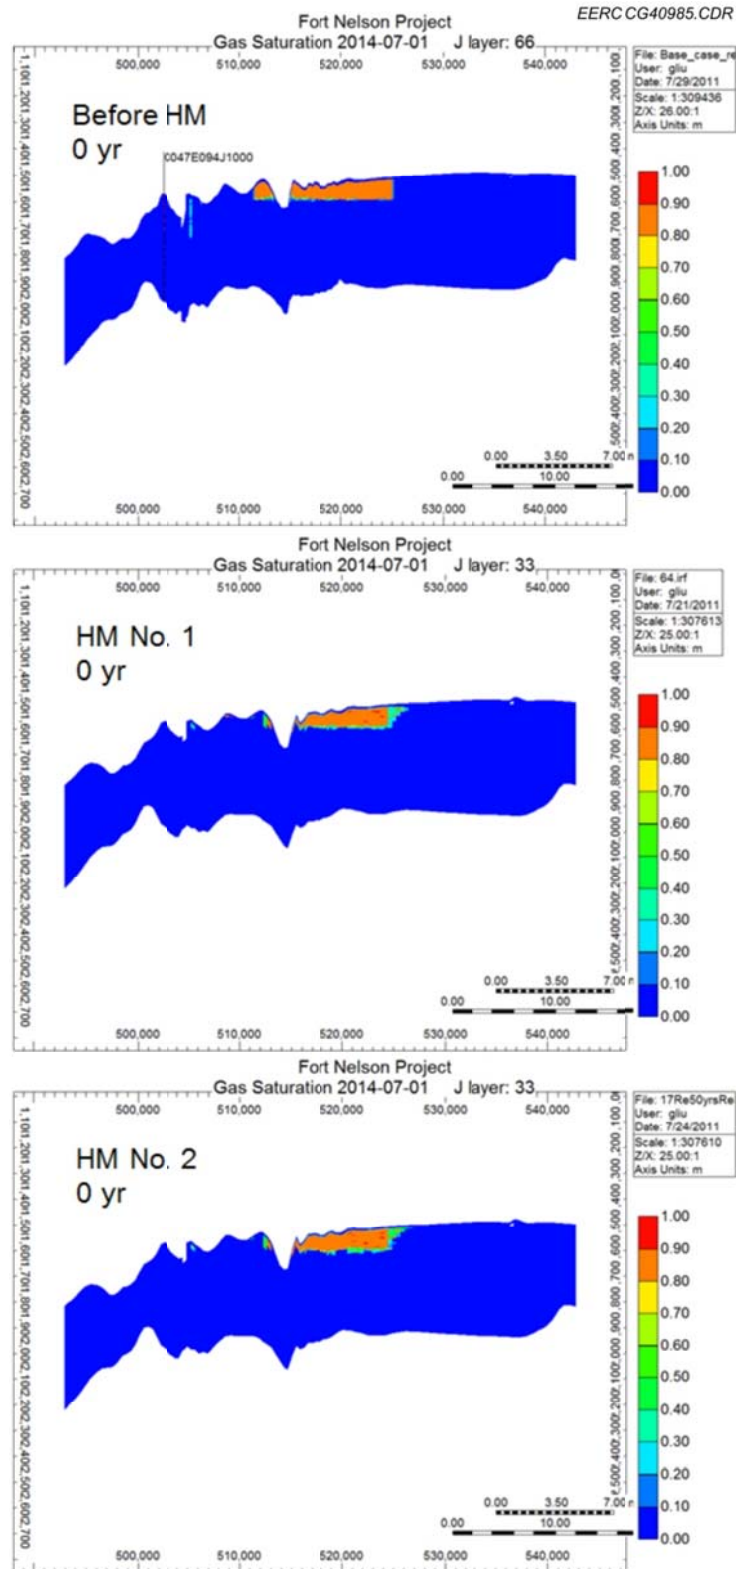 EERC CG40985.CDR
Fort Nelson Project
Gas Saturation 2014-07-01 J layer: 66
500,000 510,000 520,000 530,000 540,000
File: Base_case_re
User: gliu
Date: 7/29/2011
Scale: 1:309436
Z/X: 26.00:1
Axis Units: m
Before HM
0 yr
C047E094J1000
1.00
0.90
0.80
0.70
0.60
0.50
0.40
0.30
0.20
0.10
0.00
0.00 3.50 7.00
0.00 10.00
500,000 510,000 520,000 530,000 540,000
Fort Nelson Project
Gas Saturation 2014-07-01 J layer: 33
500,000 510,000 520,000 530,000 540,000
File: 64.irf
User: gliu
Date: 7/21/2011
Scale: 1:307613
Z/X: 25.00:1
Axis Units: m
HM No. 1
0 yr
1.00
0.90
0.80
0.70
0.60
0.50
0.40
0.30
0.20
0.10
0.00
0.00 3.50 7.00
0.00 10.00
500,000 510,000 520,000 530,000 540,000
Fort Nelson Project
Gas Saturation 2014-07-01 J layer: 33
500,000 510,000 520,000 530,000 540,000
File: 17Re50yrsRe
User: gliu
Date: 7/24/2011
Scale: 1:307610
Z/X: 25.00:1
Axis Units: m
HM No. 2
0 yr
1.00
0.90
0.80
0.70
0.60
0.50
0.40
0.30
0.20
0.10
0.00
0.00 3.50 7.00
0.00 10.00
500,000 510,000 520,000 530,000 540,000